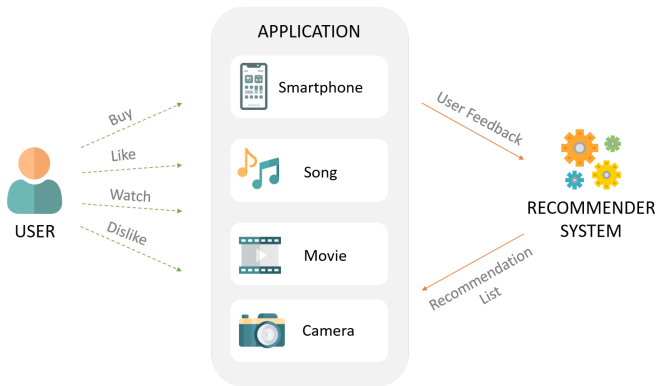 APPLICATION
Smartphone
Song
Movie
Camera
Buy
Like
Watch
Dislike
USER
User Feedback
RECOMMENDER
SYSTEM
Recommendation
List